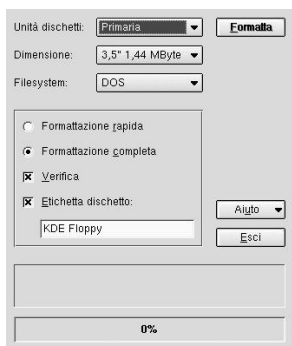 Unità dischetti: Primaria Formatta
Dimensione: 3,5" 1,44 MByte
Filesystem: DOS
Formattazione rapida
Formattazione completa
Verifica
Etichetta dischetto:
KDE Floppy
Aiuto
Esci
0%